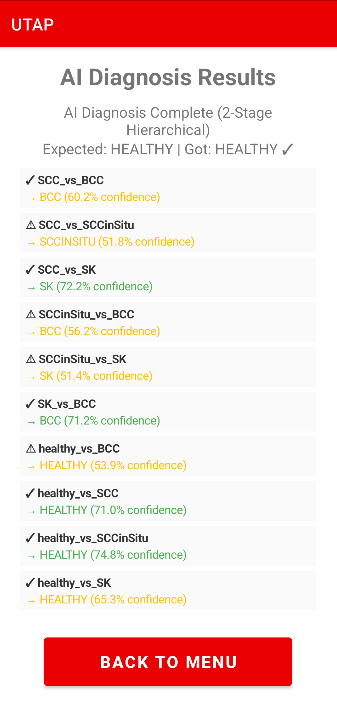 UTAP
AI Diagnosis Results
AI Diagnosis Complete (2-Stage
Hierarchical)
Expected: HEALTHY | Got: HEALTHY ✓
✓ SCC_vs_BCC
→ BCC (60.2% confidence)
⚠ SCC_vs_SCCinSitu
→ SCCINSITU (51.8% confidence)
✓ SCC_vs_SK
→ SK (72.2% confidence)
⚠ SCCinSitu_vs_BCC
→ BCC (56.2% confidence)
⚠ SCCinSitu_vs_SK
→ SK (51.4% confidence)
✓ SK_vs_BCC
→ BCC (71.2% confidence)
⚠ healthy_vs_BCC
→ HEALTHY (53.9% confidence)
✓ healthy_vs_SCC
→ HEALTHY (71.0% confidence)
✓ healthy_vs_SCCinSitu
→ HEALTHY (74.8% confidence)
✓ healthy_vs_SK
→ HEALTHY (65.3% confidence)
BACK TO MENU